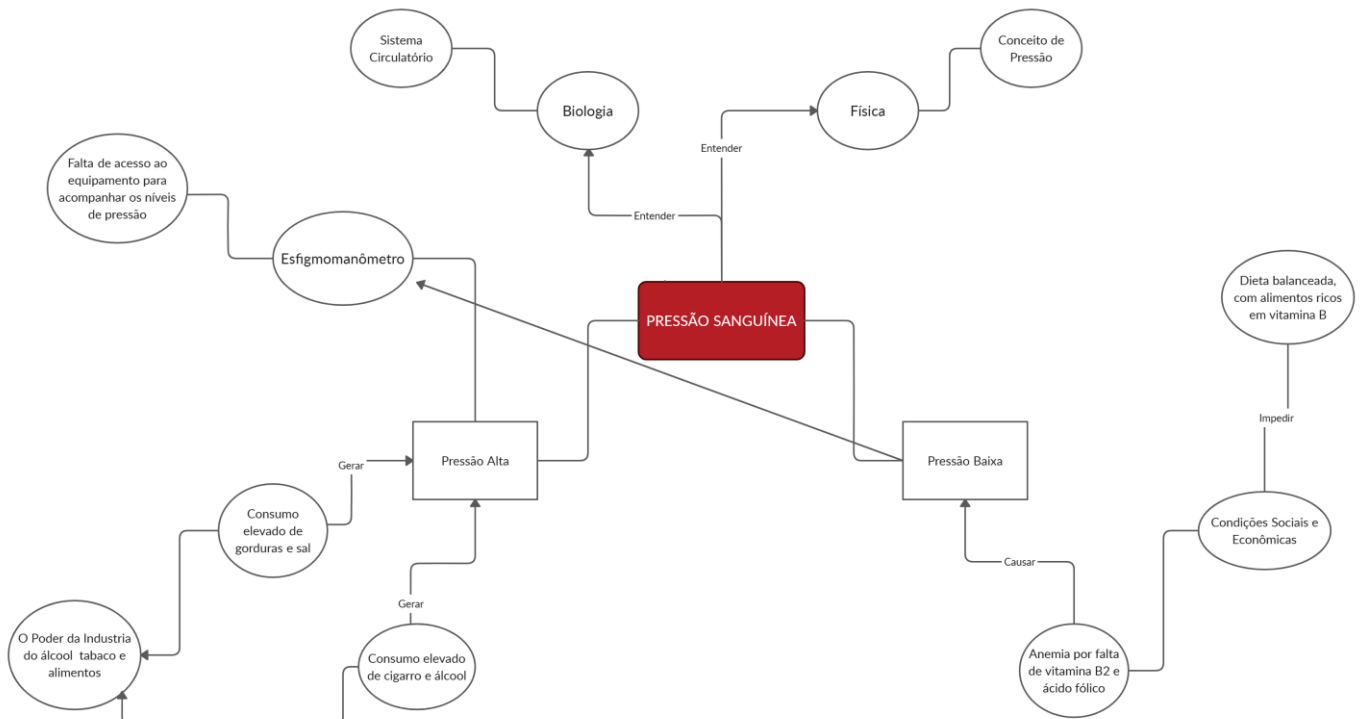 Sistema
Circulatório
Conceito de
Pressão
Biologia
Física
Entender
Falta de acesso ao
equipamento para
acompanhar os níveis
de pressão
Entender
Esfigmomanômetro
PRESSÃO SANGUÍNEA
Dieta balanceada,
com alimentos ricos
em vitamina B
Impedir
Pressão Alta
Pressão Baixa
Gerar
Consumo
elevado de
gorduras e sal
Condições Sociais e
Econômicas
Causar
Gerar
O Poder da Industria
do álcool tabaco e
alimentos
Consumo elevado
de cigarro e álcool
Anemia por falta
de vitamina B2 e
ácido fólico